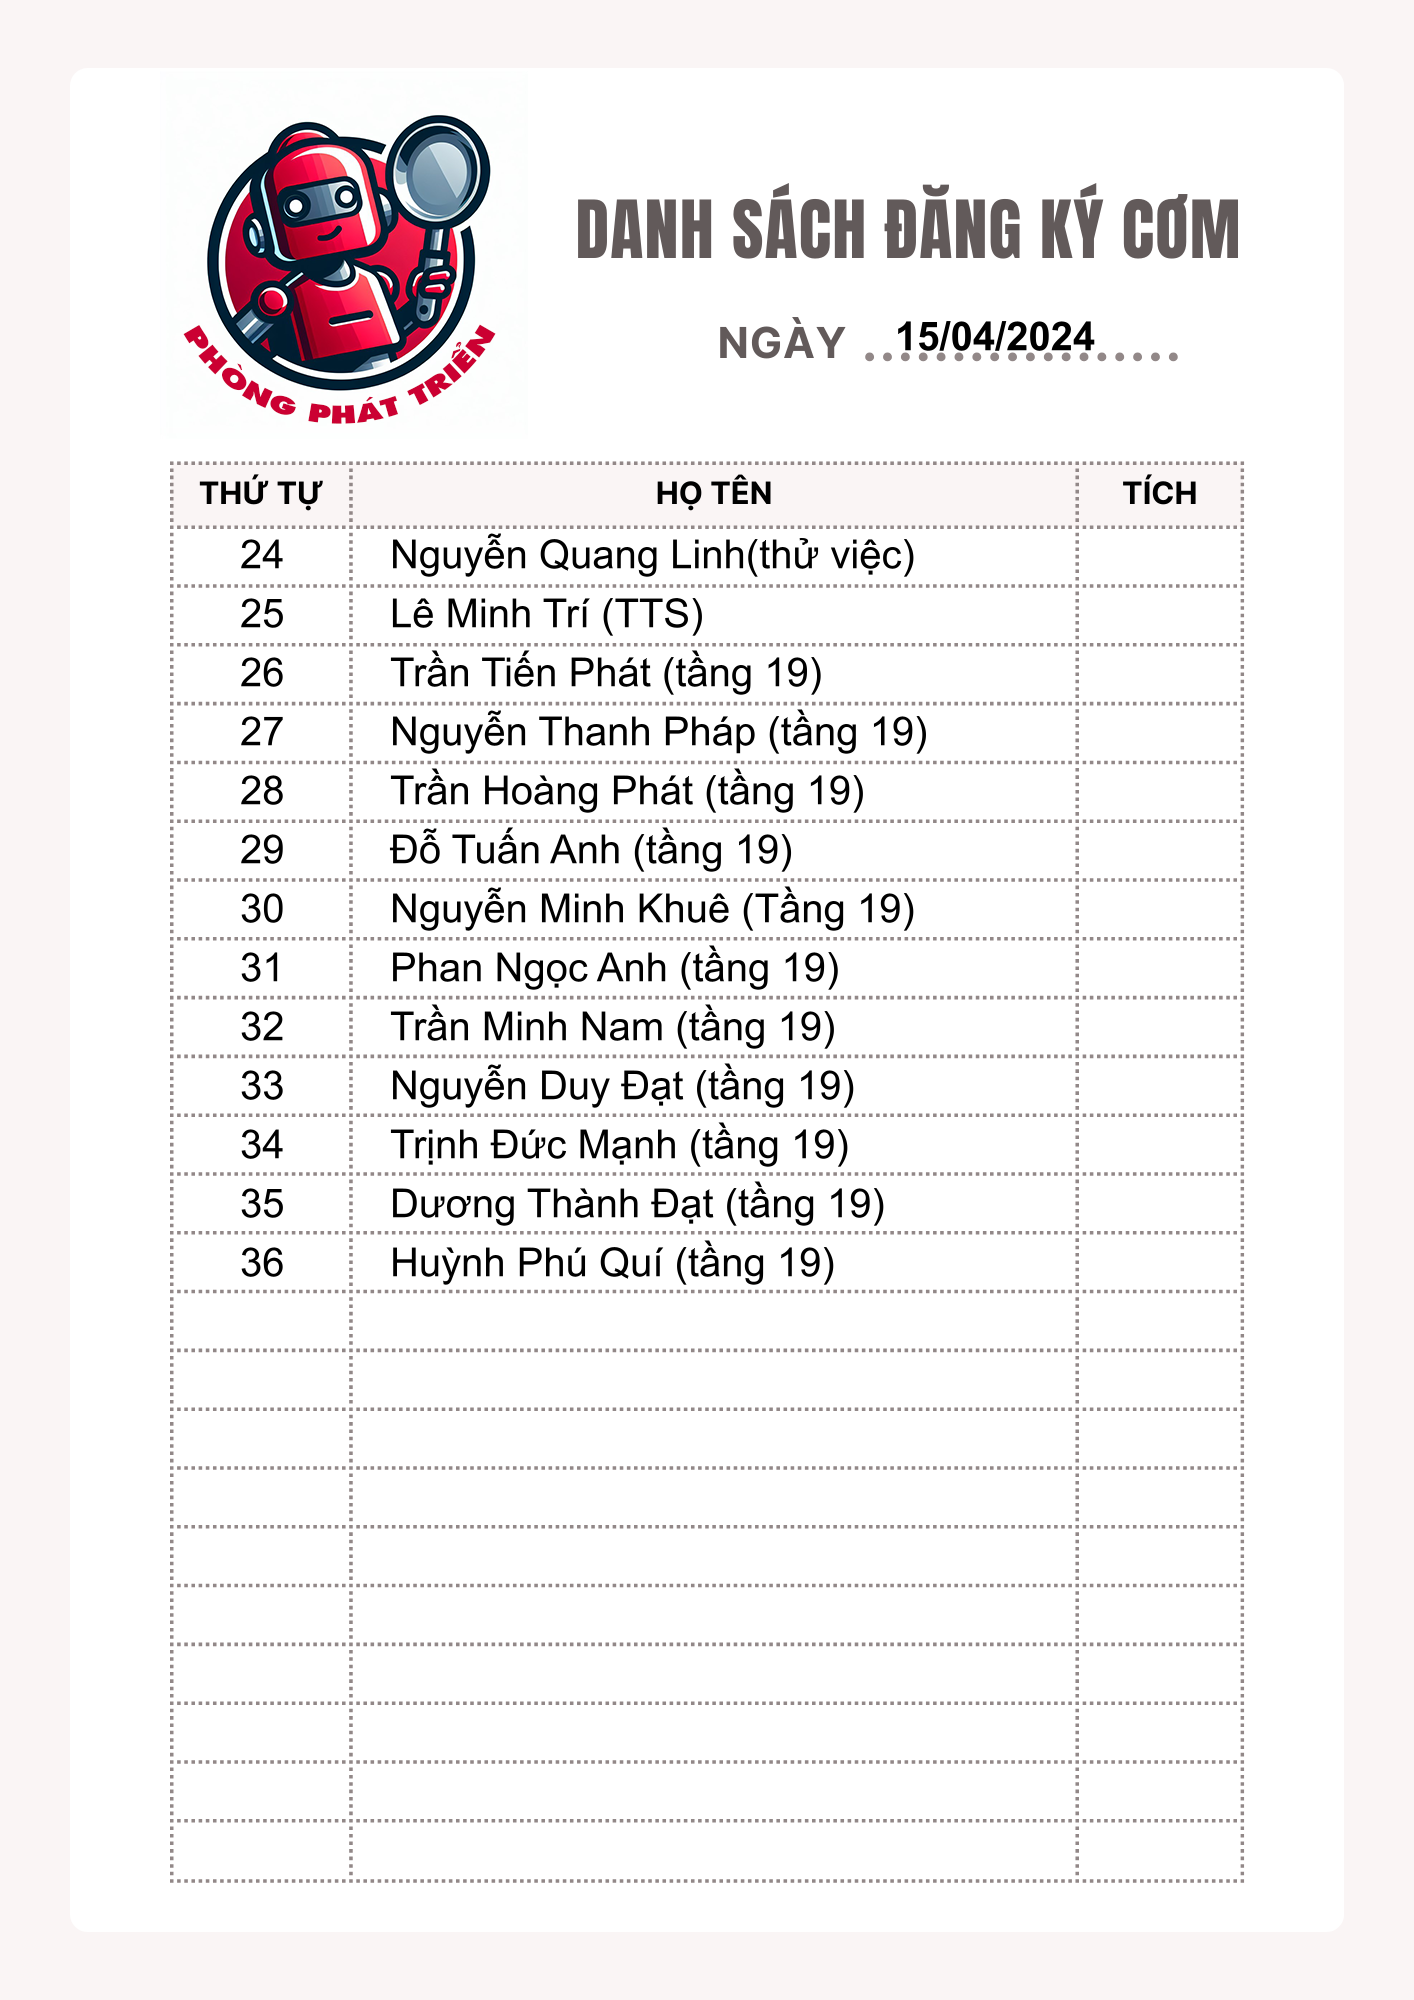 PHÒNG PHÁT TRIỂN
DANH SÁCH ĐĂNG KÝ CƠM
NGÀY 15/04/2024
THỨ TỰ HỌ TÊN TÍCH
24 Nguyễn Quang Linh(thử việc)
25 Lê Minh Trí (TTS)
26 Trần Tiến Phát (tầng 19)
27 Nguyễn Thanh Pháp (tầng 19)
28 Trần Hoàng Phát (tầng 19)
29 Đỗ Tuấn Anh (tầng 19)
30 Nguyễn Minh Khuê (Tầng 19)
31 Phan Ngọc Anh (tầng 19)
32 Trần Minh Nam (tầng 19)
33 Nguyễn Duy Đạt (tầng 19)
34 Trịnh Đức Mạnh (tầng 19)
35 Dương Thành Đạt (tầng 19)
36 Huỳnh Phú Quí (tầng 19)